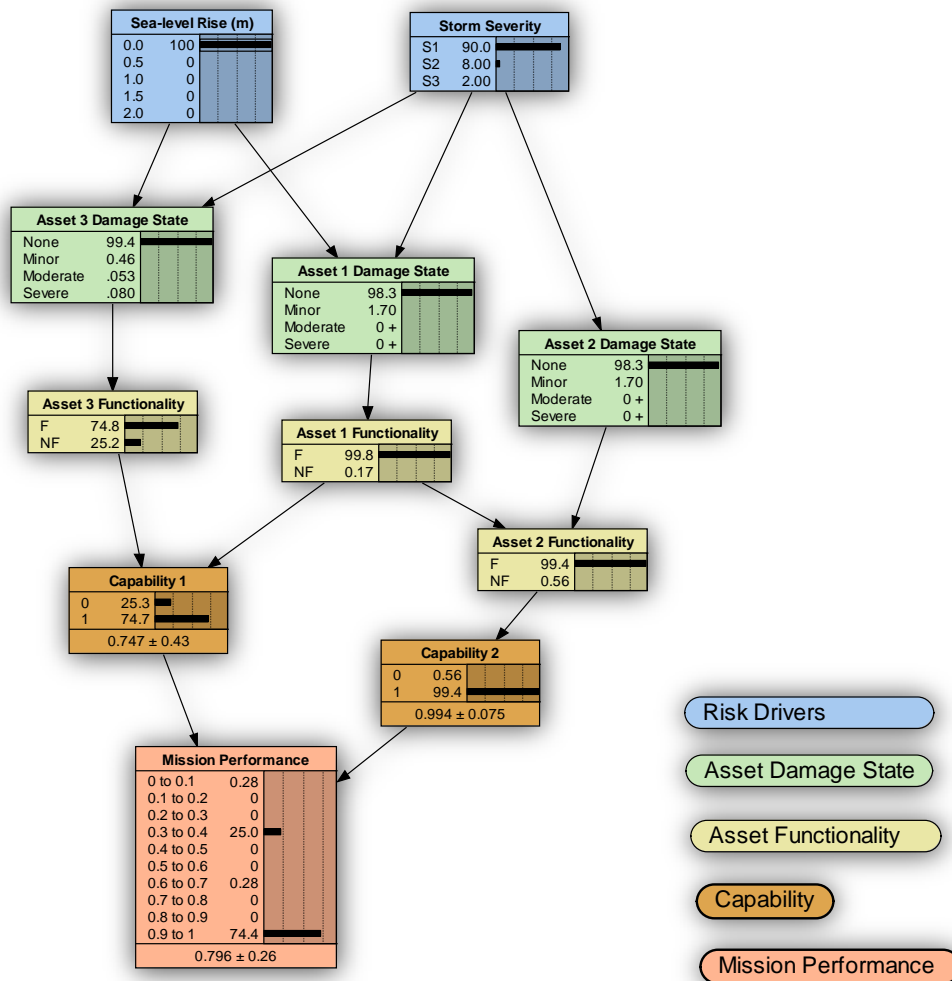 Sea-level Rise (m)
0.0 100
0.5 0
1.0 0
1.5 0
2.0 0
Storm Severity
S1 90.0
S2 8.00
S3 2.00
Asset 3 Damage State
None 99.4
Minor 0.46
Moderate .053
Severe .080
Asset 1 Damage State
None 98.3
Minor 1.70
Moderate 0 +
Severe 0 +
Asset 2 Damage State
None 98.3
Minor 1.70
Moderate 0 +
Severe 0 +
Asset 3 Functionality
F 74.8
NF 25.2
Asset 1 Functionality
F 99.8
NF 0.17
Asset 2 Functionality
F 99.4
NF 0.56
Capability 1
0 25.3
1 74.7
0.747 ± 0.43
Capability 2
0 0.56
1 99.4
0.994 ± 0.075
Mission Performance
0 to 0.1 0.28
0.1 to 0.2 0
0.2 to 0.3 0
0.3 to 0.4 25.0
0.4 to 0.5 0
0.5 to 0.6 0
0.6 to 0.7 0.28
0.7 to 0.8 0
0.8 to 0.9 0
0.9 to 1 74.4
0.796 ± 0.26
Risk Drivers
Asset Damage State
Asset Functionality
Capability
Mission Performance